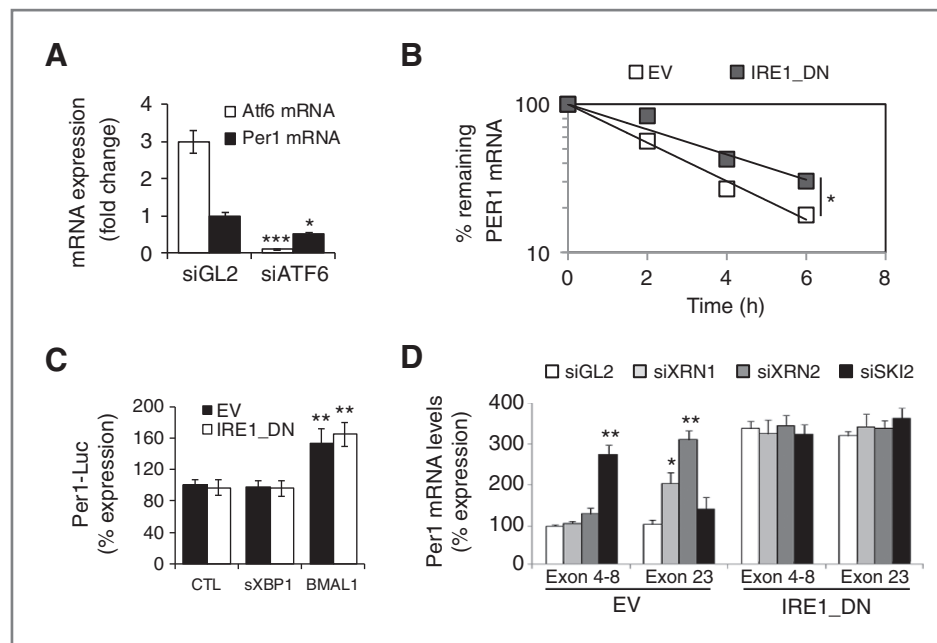 A
mRNA expression
(fold change)
4
3
2
1
0
Atf6 mRNA
Per1 mRNA
***
*
siGL2
siATF6
B
EV
IRE1_DN
% remaining
PER1 mRNA
100
10
*
0
2
4
6
8
Time (h)
C
Per1-Luc
(% expression)
200
160
120
80
40
0
EV
IRE1_DN
**
**
CTL
sXBP1
BMAL1
D
siGL2
siXRN1
siXRN2
siSKI2
Per1 mRNA levels
(% expression)
400
300
200
100
0
**
*
**
Exon 4-8
Exon 23
Exon 4-8
Exon 23
EV
IRE1_DN